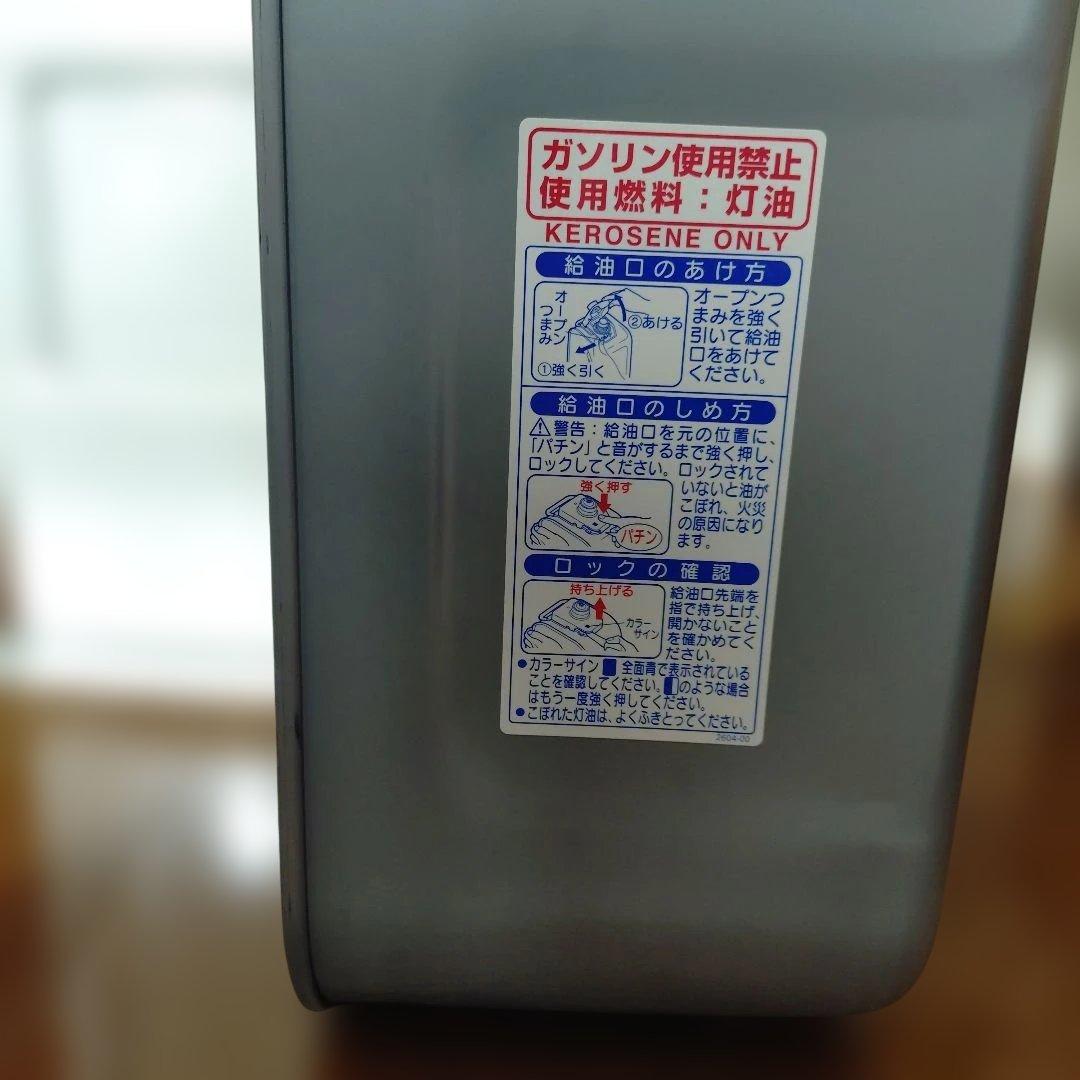 ガソリン使用禁止
使用燃料：灯油
KEROSENE ONLY
給油口のあけ方
オープン
つまみ
②あける
①強く引く
オープンつ
まみを強く
引いて給油
口をあけて
ください。
給油口のしめ方
⚠警告：給油口を元の位置に、
「パチン」と音がするまで強く押し、
ロックしてください。ロックされて
いないと油が
こぼれ、火災
の原因になり
ます。
強く押す
パチン
ロックの確認
持ち上げる
カラー
サイン
給油口先端を
指で持ち上げ、
開かないこと
を確かめてく
ださい。
●カラーサイン 全面青で表示されている
ことを確認してください。 のような場合
はもう一度強く押してください。
●こぼれた灯油は、よくふきとってください。
2604-00